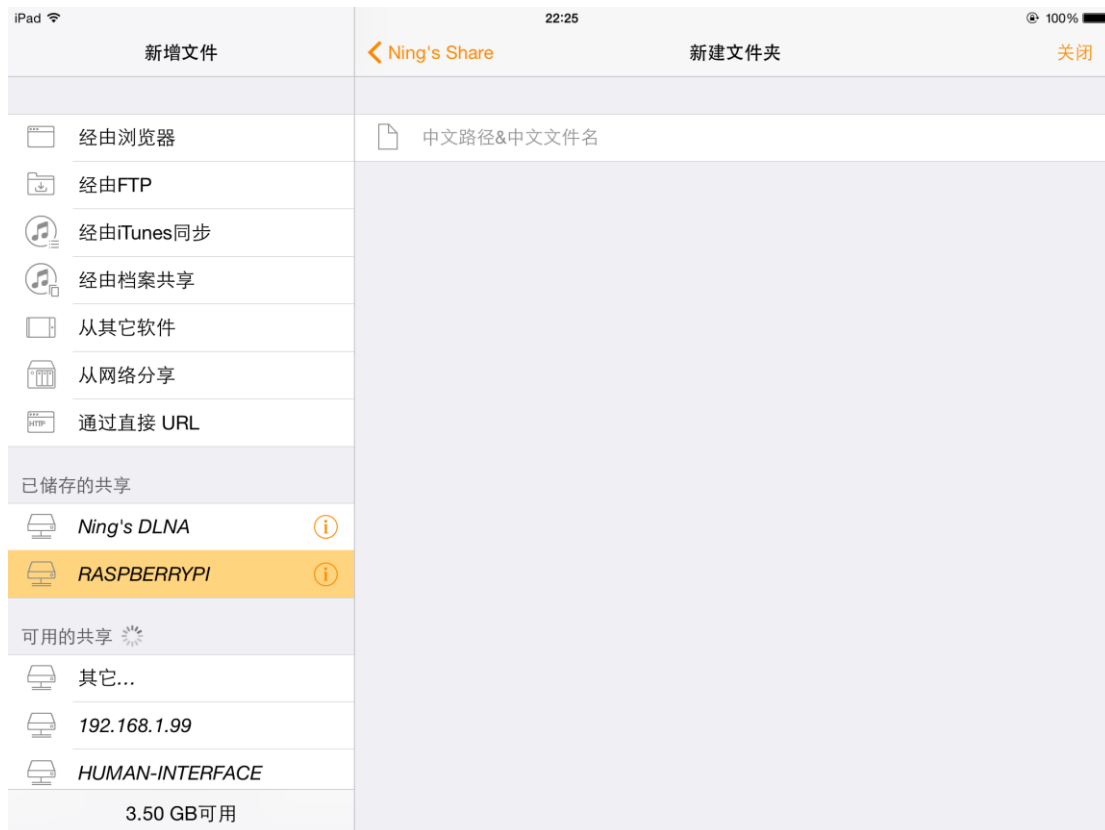 iPad 22:25 100%
新增文件
Ning's Share 新建文件夹 关闭
经由浏览器
经由FTP
经由iTunes同步
经由档案共享
从其它软件
从网络分享
HTTP 通过直接 URL
已储存的共享
Ning's DLNA
RASPBERRYPI
可用的共享
其它...
192.168.1.99
HUMAN-INTERFACE
3.50 GB可用
中文路径&中文文件名